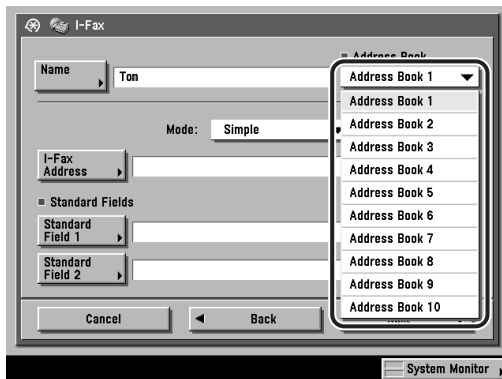 I-Fax
Address Book
Name
Ton
Address Book 1
Address Book 1
Address Book 2
Mode:
Simple
Address Book 3
I-Fax
Address
Address Book 4
Standard Fields
Address Book 5
Address Book 6
Standard
Field 1
Address Book 7
Address Book 8
Standard
Field 2
Address Book 9
Address Book 10
Cancel
Back
System Monitor